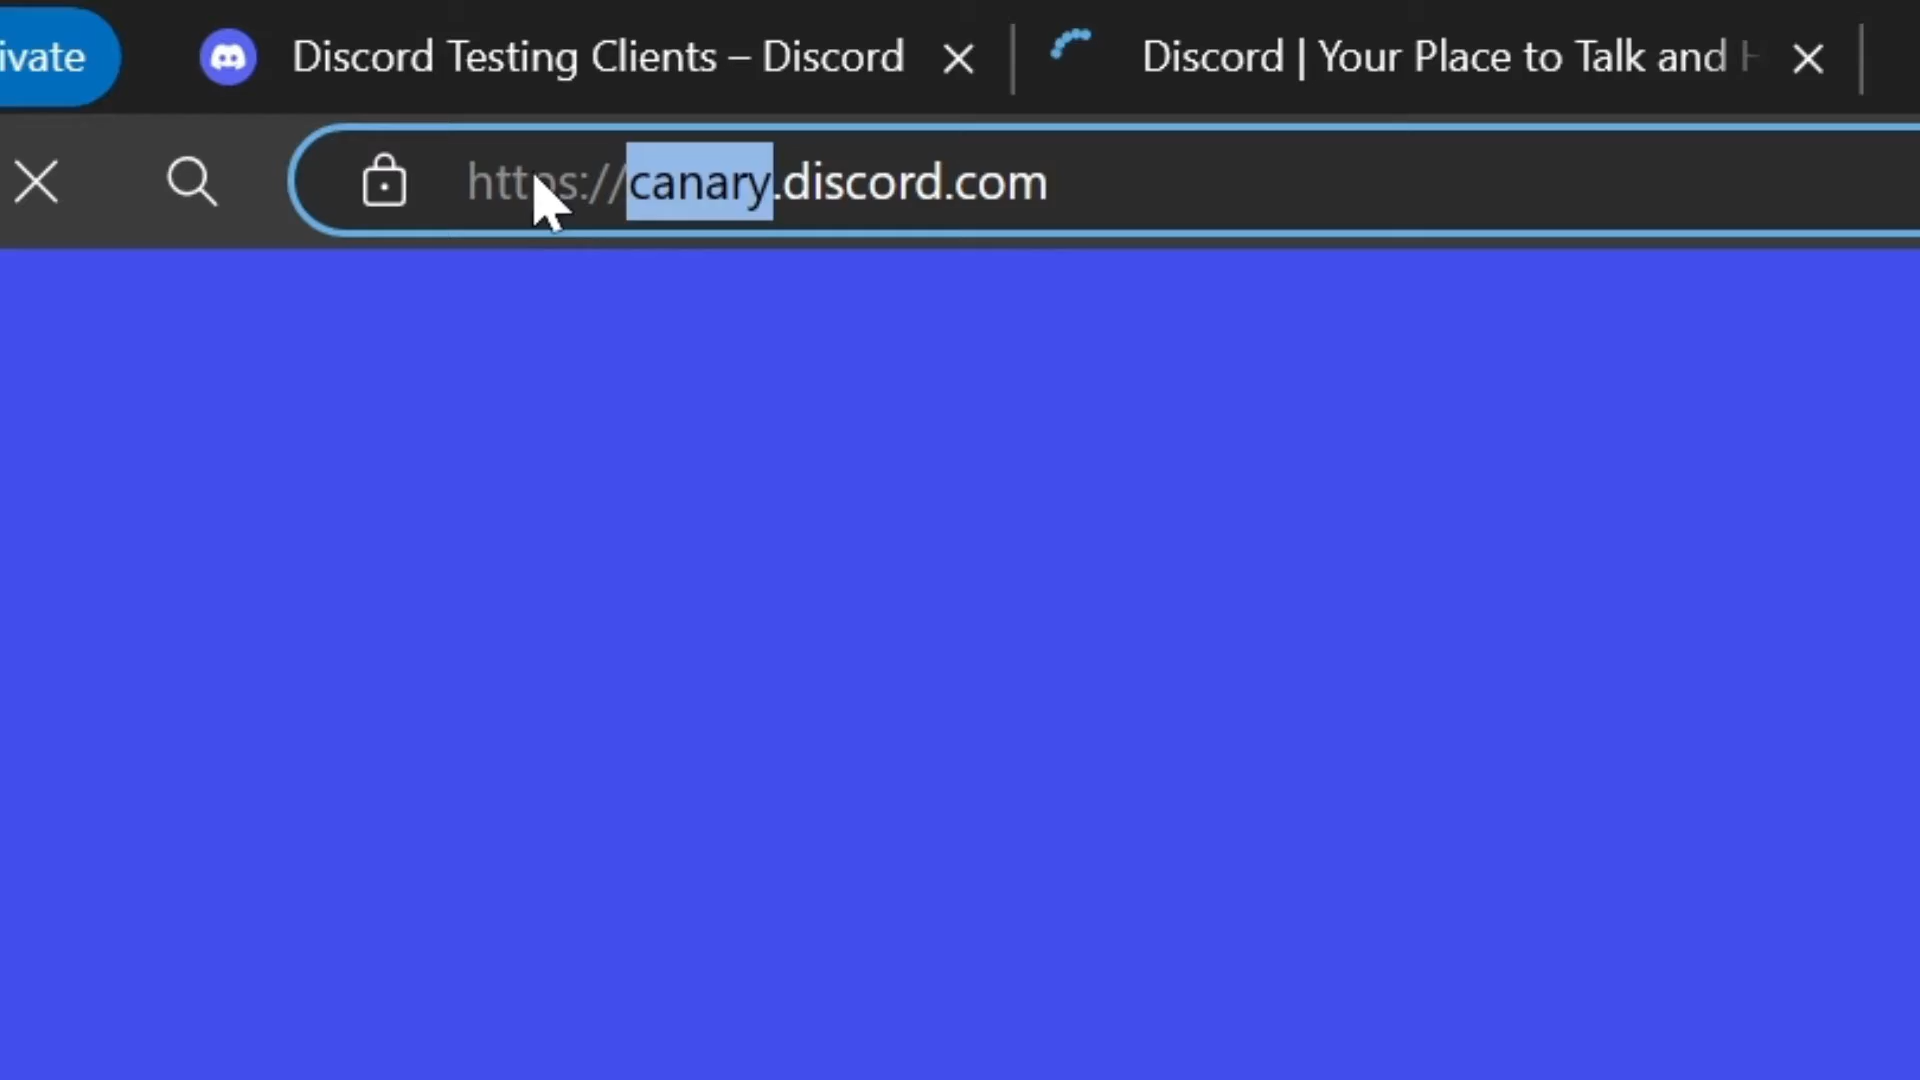 ivate
Discord Testing Clients – Discord
Discord | Your Place to Talk and H
https://canary.discord.com